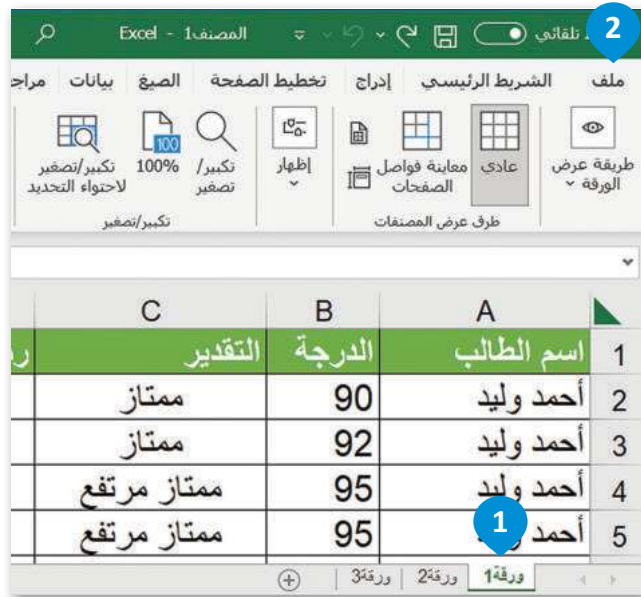 2
تلقائي
المصنف1 - Excel
ملف الشريط الرئيسي إدراج تخطيط الصفحة الصيغ بيانات مراجـ
طريقة عرض الورقة
عادي
معاينة فواصل الصفحات
إظهار
تكبير/ تصغير
100
100%
تكبير/تصغير لاحتواء التحديد
طرق عرض المصنفات
تكبير/تصغير
A B C
1 اسم الطالب الدرجة التقدير
2 أحمد وليد 90 ممتاز
3 أحمد وليد 92 ممتاز
4 أحمد وليد 95 ممتاز مرتفع
5 أحمد 95 ممتاز مرتفع
1
ورقة1 ورقة2 ورقة3